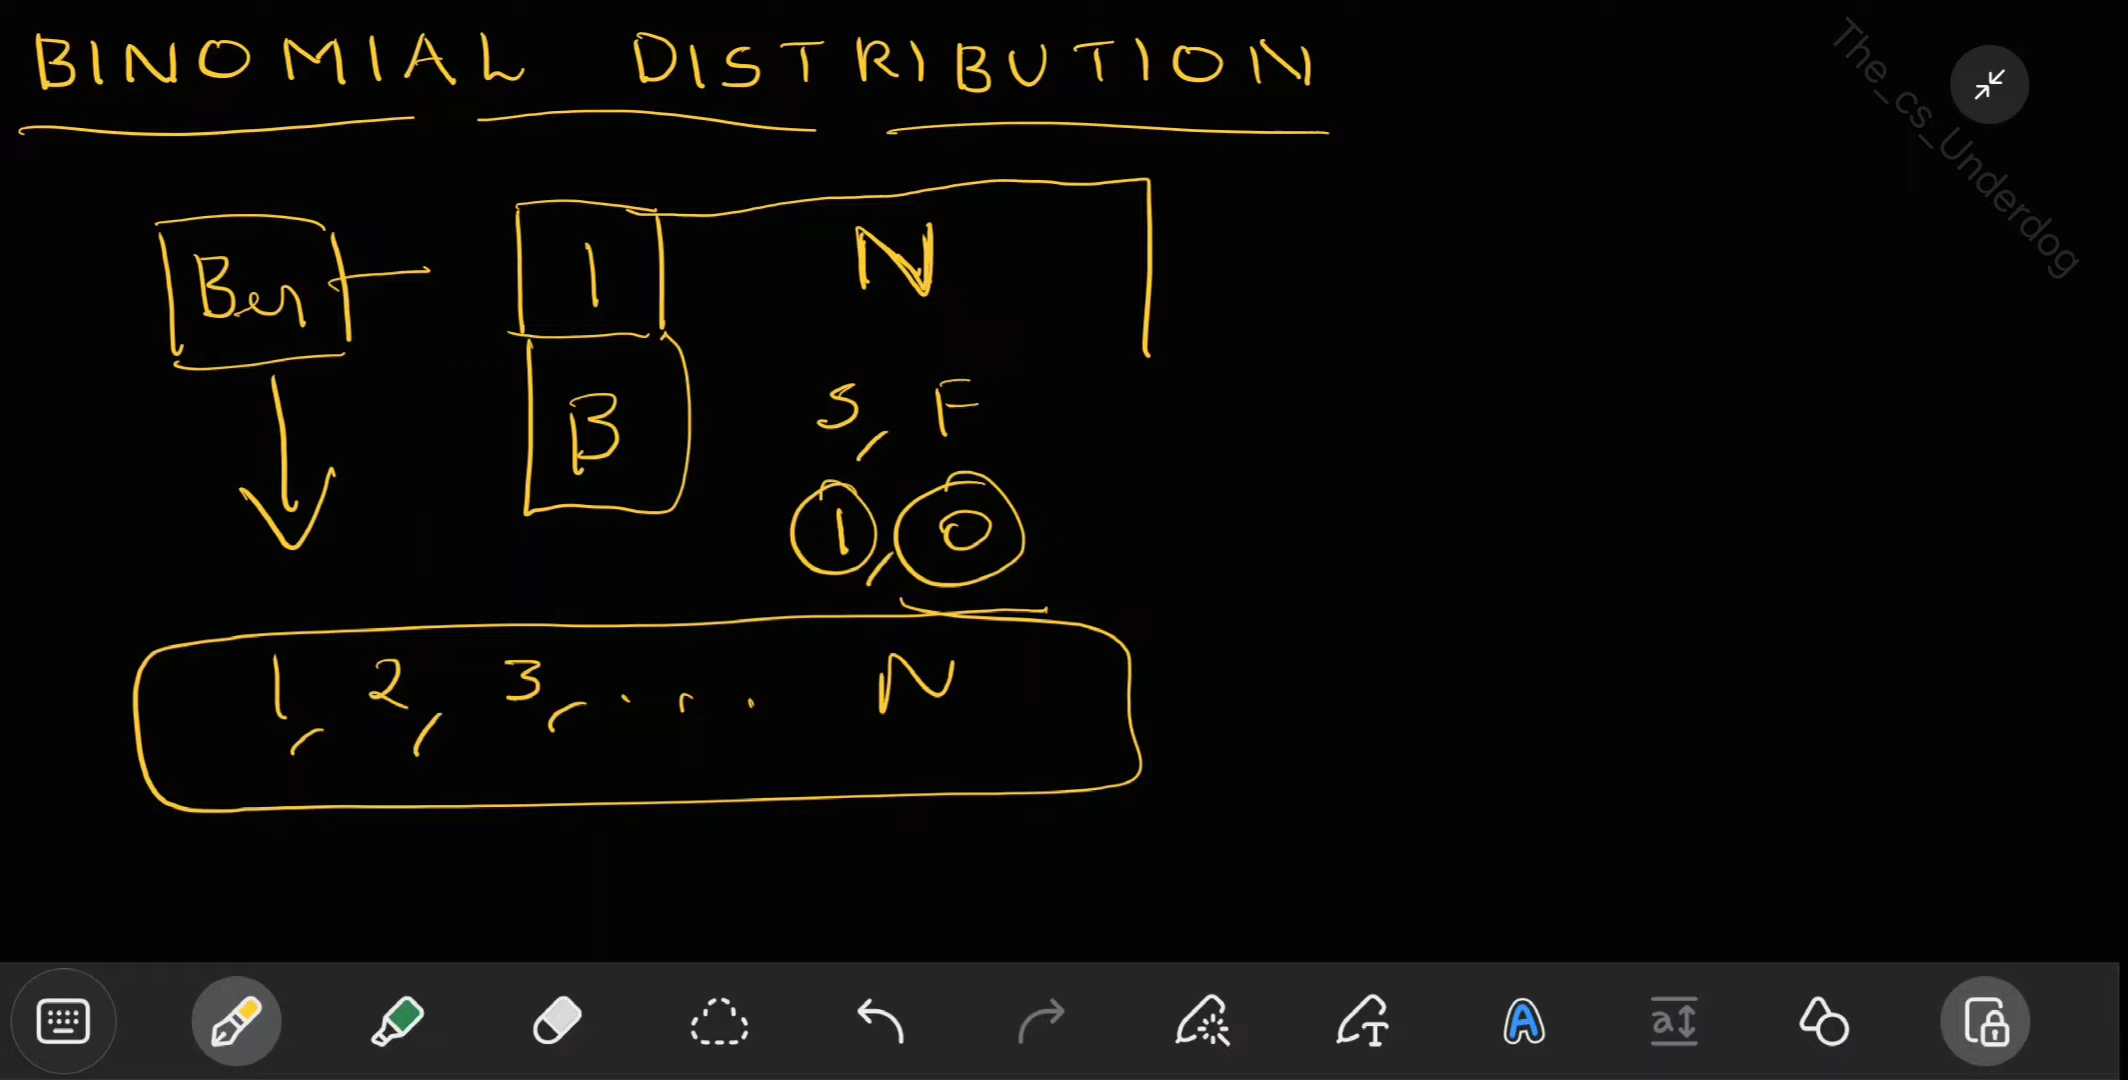 BINOMIAL DISTRIBUTION
The_cs_Underdog
Ber 1 N
B S, F
1, 0
1, 2, 3, .... N